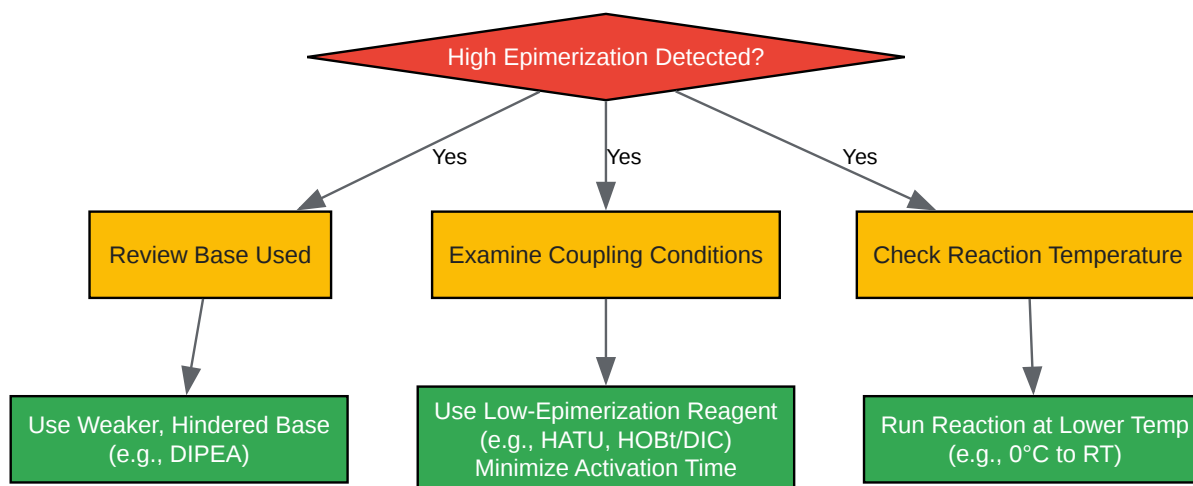 High Epimerization Detected?
Yes
Yes
Yes
Review Base Used
Examine Coupling Conditions
Check Reaction Temperature
Use Weaker, Hindered Base
(e.g., DIPEA)
Use Low-Epimerization Reagent
(e.g., HATU, HOBt/DIC)
Minimize Activation Time
Run Reaction at Lower Temp
(e.g., 0°C to RT)